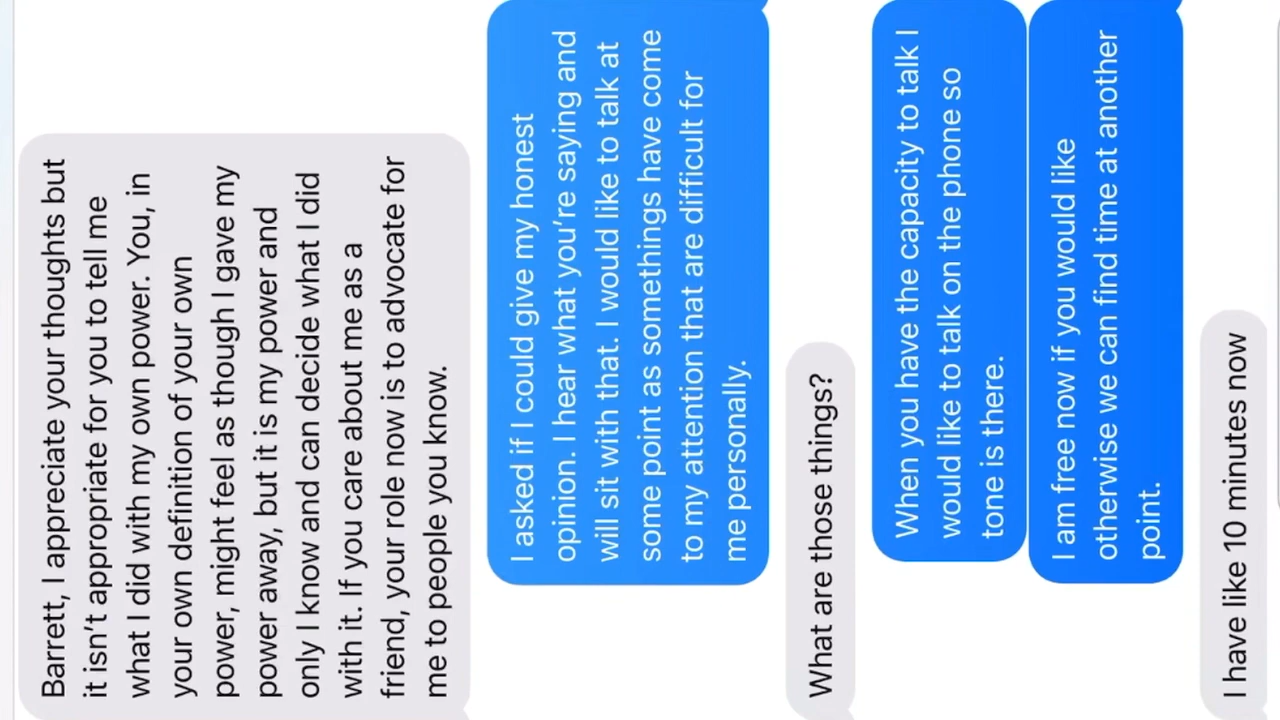 Barrett, I appreciate your thoughts but
it isn't appropriate for you to tell me
what I did with my own power. You, in
your own definition of your own
power, might feel as though I gave my
power away, but it is my power and
only I know and can decide what I did
with it. If you care about me as a
friend, your role now is to advocate for
me to people you know.
I asked if I could give my honest
opinion. I hear what you're saying and
will sit with that. I would like to talk at
some point as somethings have come
to my attention that are difficult for
me personally.
What are those things?
When you have the capacity to talk I
would like to talk on the phone so
tone is there.
I am free now if you would like
otherwise we can find time at another
point.
I have like 10 minutes now